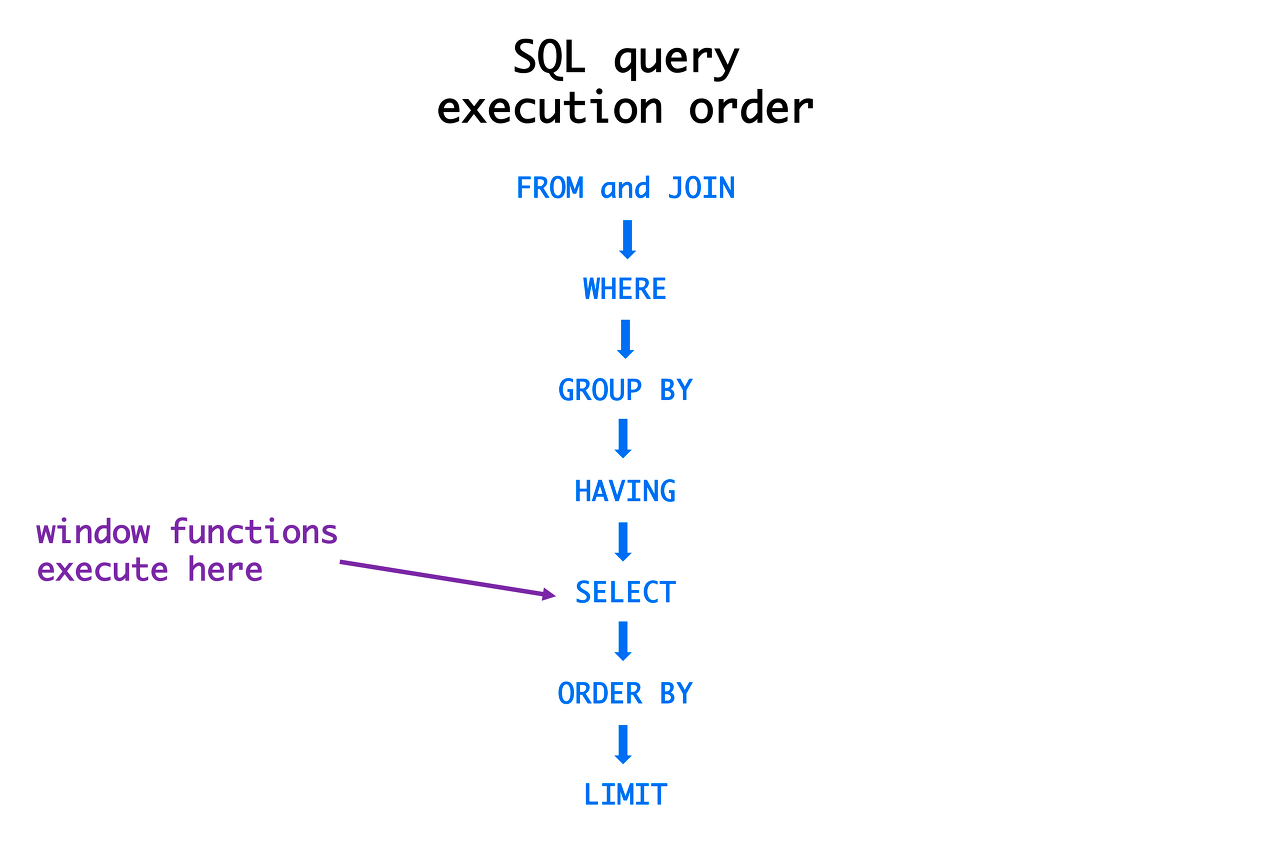 SQL query
execution order
FROM and JOIN
WHERE
GROUP BY
HAVING
window functions
execute here
SELECT
ORDER BY
LIMIT